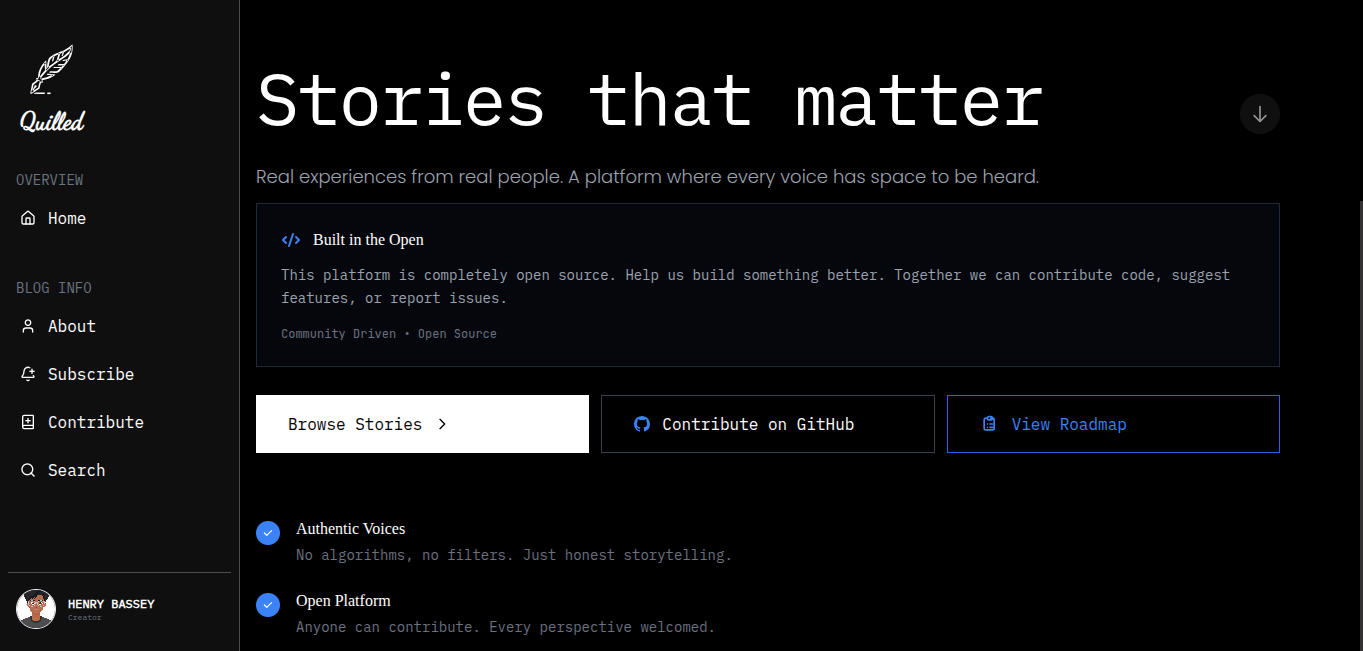 Quilled
OVERVIEW
Home
BLOG INFO
About
Subscribe
Contribute
Search
HENRY BASSEY
Creator
Stories that matter
Real experiences from real people. A platform where every voice has space to be heard.
Built in the Open
This platform is completely open source. Help us build something better. Together we can contribute code, suggest
features, or report issues.
Community Driven • Open Source
Browse Stories
Contribute on GitHub
View Roadmap
Authentic Voices
No algorithms, no filters. Just honest storytelling.
Open Platform
Anyone can contribute. Every perspective welcomed.